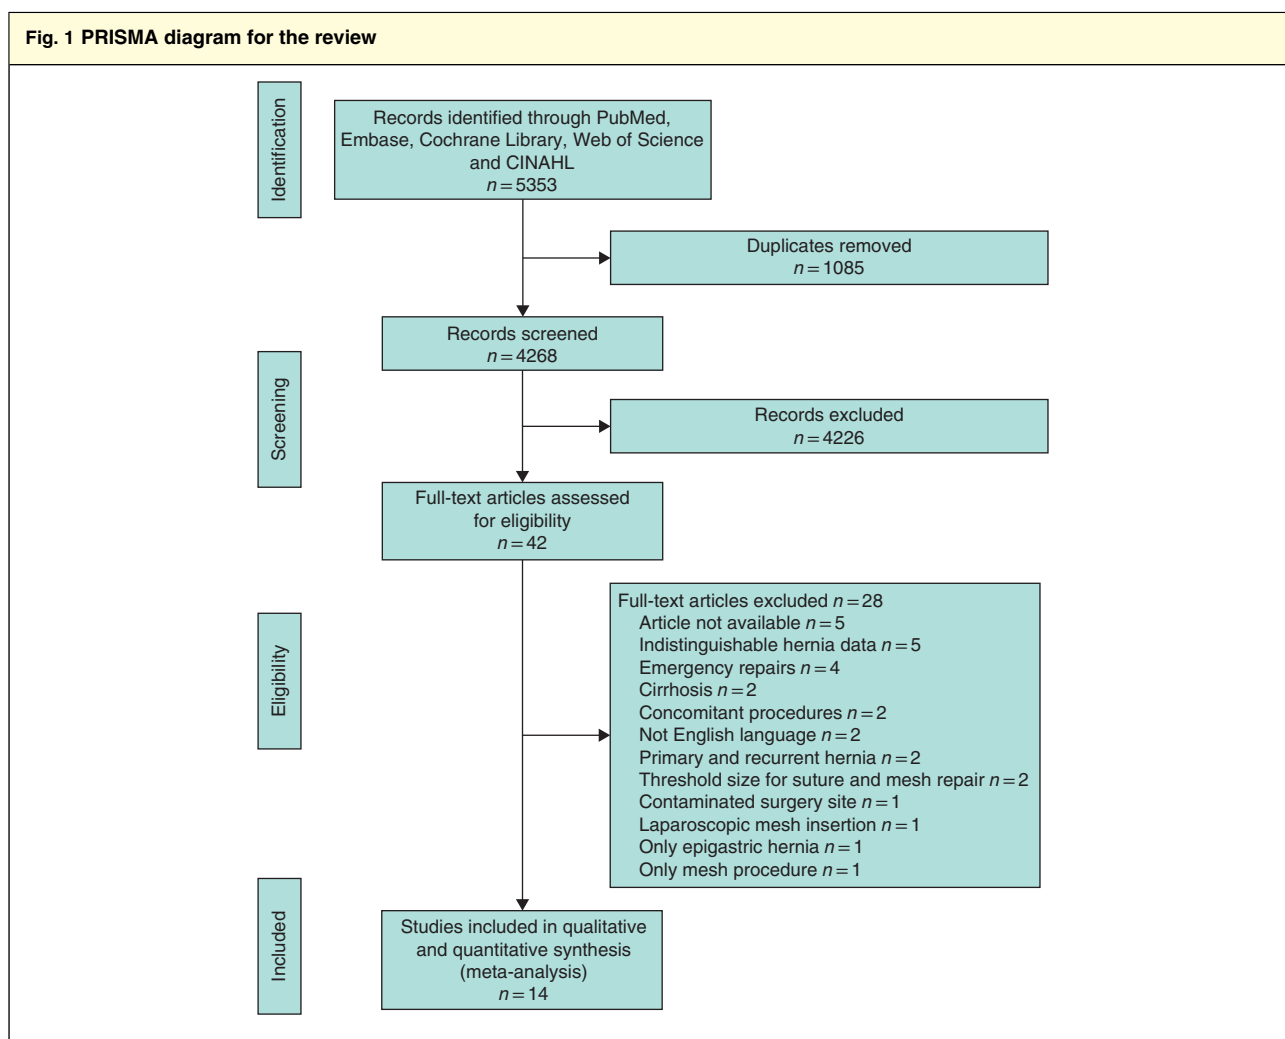 Fig. 1 PRISMA diagram for the review
Identification
Records identified through PubMed,
Embase, Cochrane Library, Web of Science
and CINAHL
n = 5353
Duplicates removed
n = 1085
Screening
Records screened
n = 4268
Records excluded
n = 4226
Full-text articles assessed
for eligibility
n = 42
Eligibility
Full-text articles excluded n = 28
Article not available n = 5
Indistinguishable hernia data n = 5
Emergency repairs n = 4
Cirrhosis n = 2
Concomitant procedures n = 2
Not English language n = 2
Primary and recurrent hernia n = 2
Threshold size for suture and mesh repair n = 2
Contaminated surgery site n = 1
Laparoscopic mesh insertion n = 1
Only epigastric hernia n = 1
Only mesh procedure n = 1
Included
Studies included in qualitative
and quantitative synthesis
(meta-analysis)
n = 14